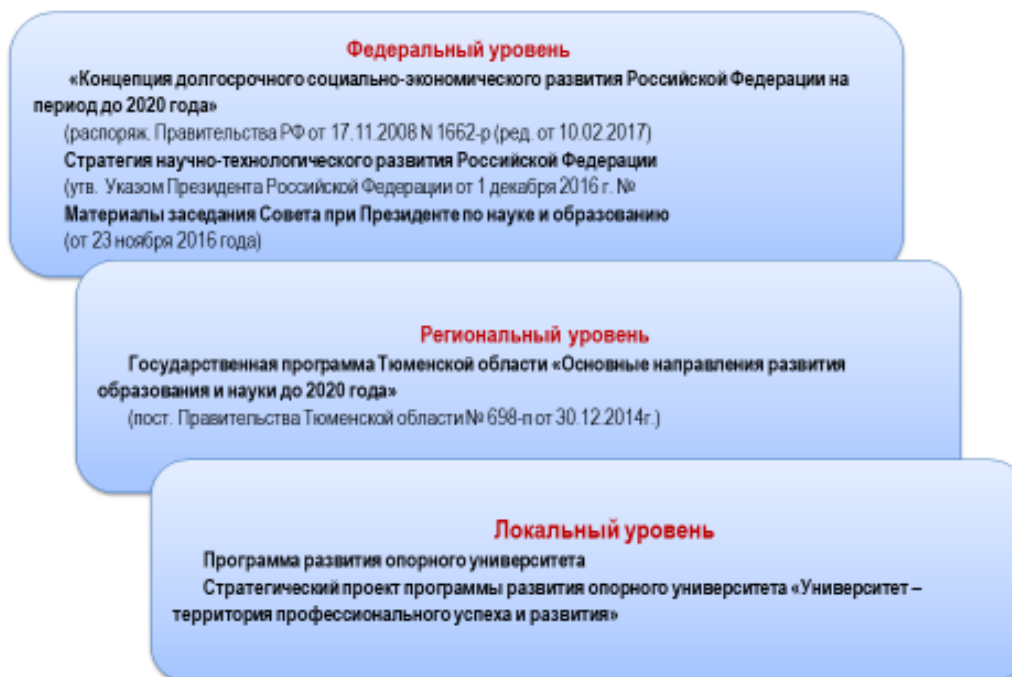 Федеральный уровень
«Концепция долгосрочного социально-экономического развития Российской Федерации на
период до 2020 года»
(распоряж. Правительства РФ от 17.11.2008 N 1662-р (ред. от 10.02.2017)
Стратегия научно-технологического развития Российской Федерации
(утв. Указом Президента Российской Федерации от 1 декабря 2016 г. №
Материалы заседания Совета при Президенте по науке и образованию
(от 23 ноября 2016 года)
Региональный уровень
Государственная программа Тюменской области «Основные направления развития
образования и науки до 2020 года»
(пост. Правительства Тюменской области № 698-п от 30.12.2014г.)
Локальный уровень
Программа развития опорного университета
Стратегический проект программы развития опорного университета «Университет –
территория профессионального успеха и развития»